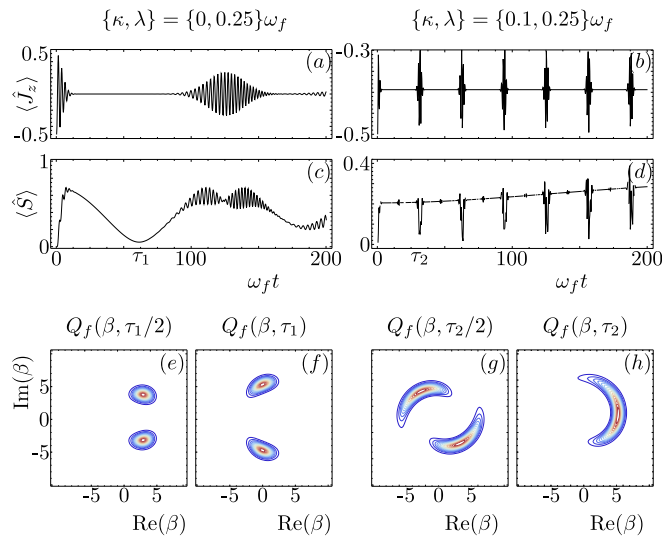 {κ, λ} = {0, 0.25}ω_f
{κ, λ} = {0.1, 0.25}ω_f
⟨Ĵ_z⟩
0.5
-0.5
(a)
-0.3
-0.5
(b)
⟨Ŝ⟩
1
0
(c)
0.4
0
(d)
0 τ_1 100 200
0 τ_2 100 200
ω_f t
ω_f t
Q_f(β, τ_1/2)
Q_f(β, τ_1)
Q_f(β, τ_2/2)
Q_f(β, τ_2)
Im(β)
5
0
-5
(e)
(f)
5
0
-5
(g)
(h)
-5 0 5
-5 0 5
-5 0 5
-5 0 5
Re(β)
Re(β)
Re(β)
Re(β)